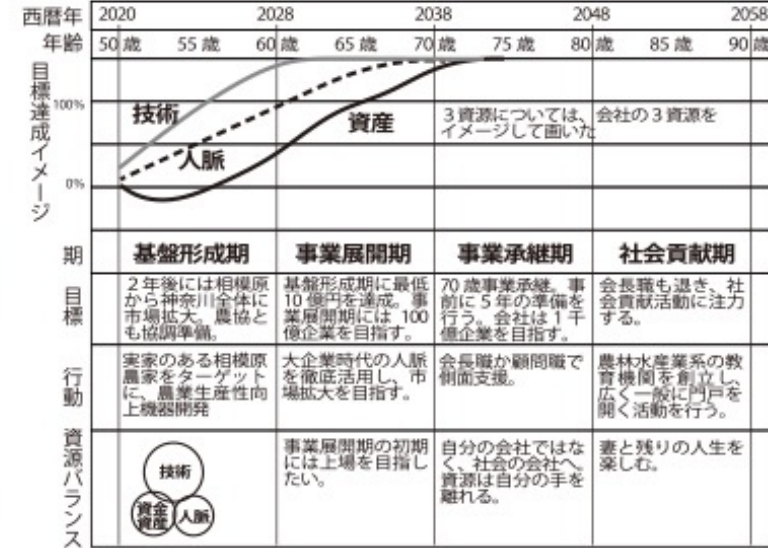 西暦年 2020 2028 2038 2048 2058
年齢 50歳 55歳 60歳 65歳 70歳 75歳 80歳 85歳 90歳
目標達成イメージ
100%
0%
技術
人脈
資産
3資源については、会社の3資源を
イメージして画いた
期 基盤形成期 事業展開期 事業承継期 社会貢献期
目標
2年後には相模原
から神奈川全体に
市場拡大。農協と
も協調準備。
基盤形成期に最低
10億円を達成。事
業展開期には100
億企業を目指す。
70歳事業承継。事
前に5年の準備を
行う。会社は1千
億企業を目指す。
会長職も退き、社
会貢献活動に注力
する。
行動
実家のある相模原
農家をターゲット
に、農業生産性向
上機器開発
大企業時代の人脈
を徹底活用し、市
場拡大を目指す。
会長職か顧問職で
側面支援。
農林水産業系の教
育機関を創立し、
広く一般に門戸を
開く活動を行う。
資源バランス
技術
資金
資産
人脈
事業展開期の初期
には上場を目指し
たい。
自分の会社ではな
く、社会の会社へ。
資源は自分の手を
離れる。
妻と残りの人生を
楽しむ。